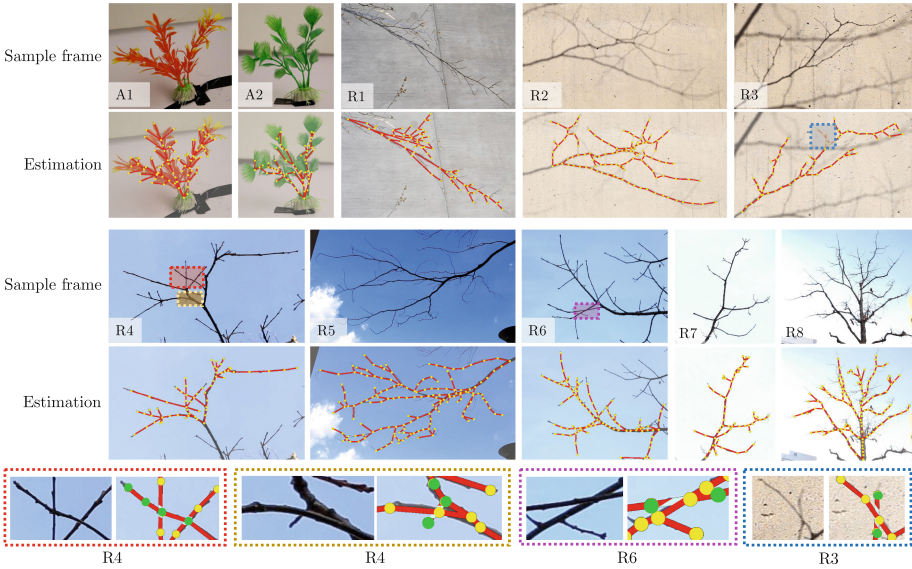 Sample frame
A1
A2
R1
R2
R3
Estimation
Sample frame
R4
R5
R6
R7
R8
Estimation
R4
R4
R6
R3